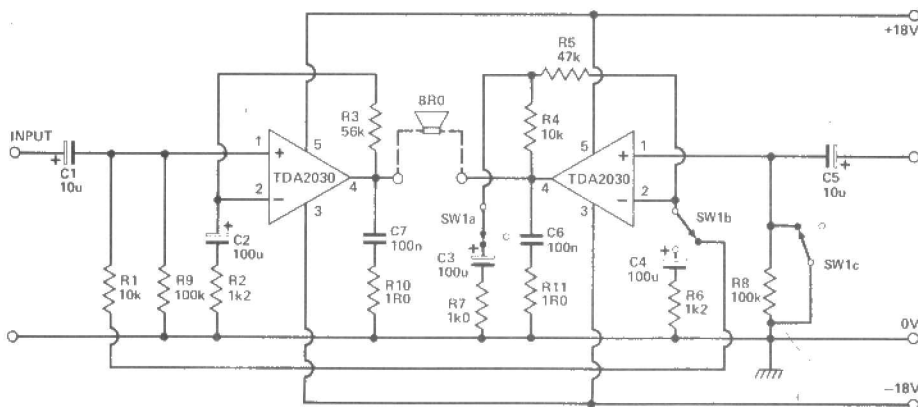 +18V
R5
47k
8R0
R3
56k
R4
10k
INPUT
1
+
5
5
+
1
C1
10u
+
TDA2030
4
4
TDA2030
C5
10u
+
2
−
3
3
−
2
SW1a
SW1b
+
C2
100u
C7
100n
C6
100n
+
C3
100u
+
C4
100u
SW1c
R1
10k
R9
100k
R2
1k2
R10
1R0
R7
1k0
R11
1R0
R6
1k2
R8
100k
0V
−18V